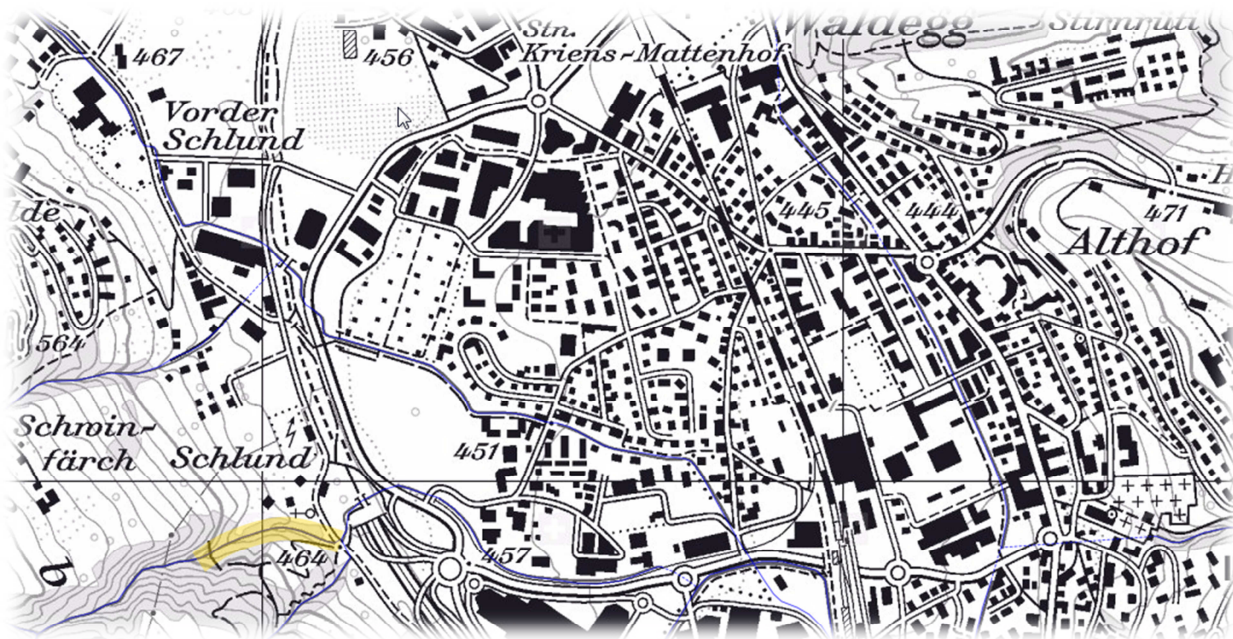 Waldegg
Stirnrüti
Stn.
Kriens-Mattenhof
467
456
Vorder
Schlund
445
444
471
Althof
564
Schwin-
färch
Schlund
451
464
457